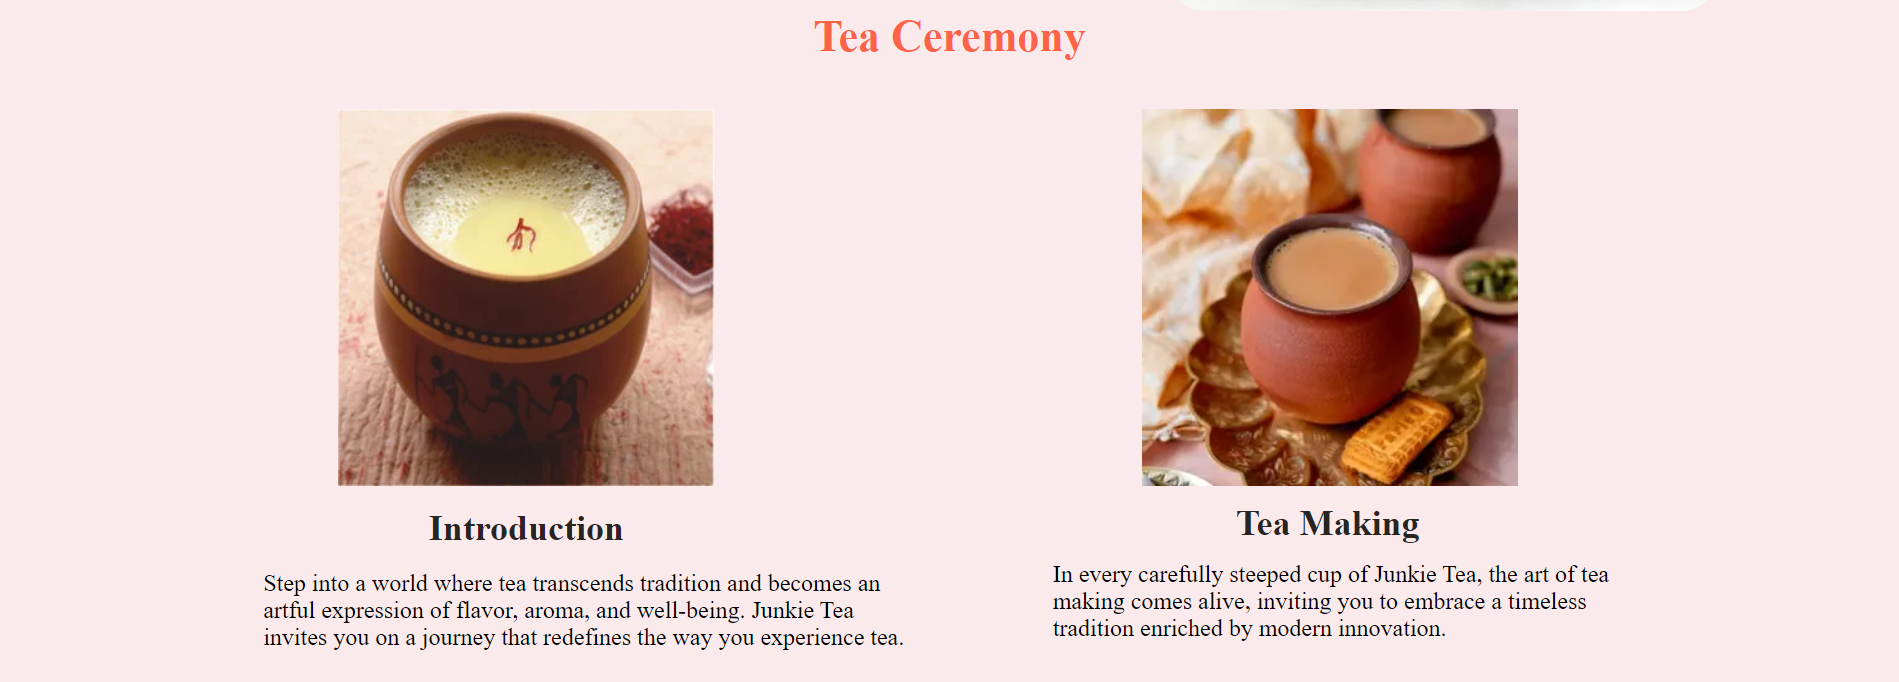 Tea Ceremony
Introduction
Step into a world where tea transcends tradition and becomes an
artful expression of flavor, aroma, and well-being. Junkie Tea
invites you on a journey that redefines the way you experience tea.
Tea Making
In every carefully steeped cup of Junkie Tea, the art of tea
making comes alive, inviting you to embrace a timeless
tradition enriched by modern innovation.